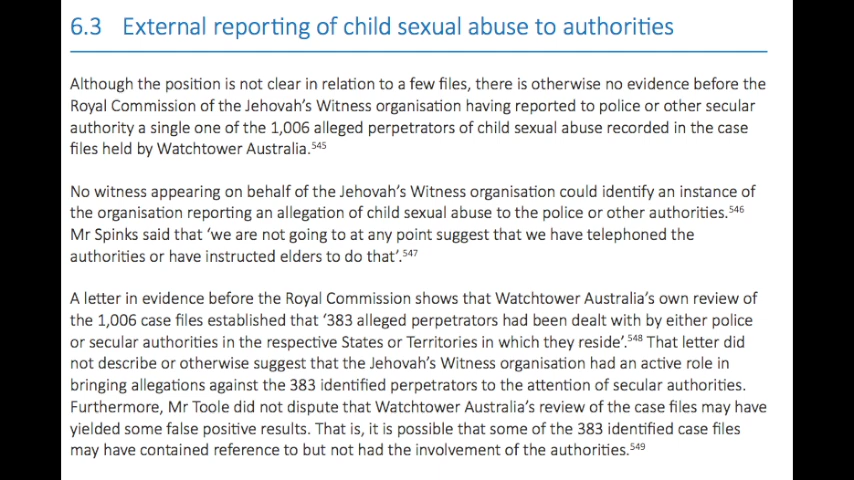 6.3 External reporting of child sexual abuse to authorities
Although the position is not clear in relation to a few files, there is otherwise no evidence before the
Royal Commission of the Jehovah's Witness organisation having reported to police or other secular
authority a single one of the 1,006 alleged perpetrators of child sexual abuse recorded in the case
files held by Watchtower Australia.545
No witness appearing on behalf of the Jehovah's Witness organisation could identify an instance of
the organisation reporting an allegation of child sexual abuse to the police or other authorities.546
Mr Spinks said that 'we are not going to at any point suggest that we have telephoned the
authorities or have instructed elders to do that'.547
A letter in evidence before the Royal Commission shows that Watchtower Australia's own review of
the 1,006 case files established that '383 alleged perpetrators had been dealt with by either police
or secular authorities in the respective States or Territories in which they reside'.548 That letter did
not describe or otherwise suggest that the Jehovah's Witness organisation had an active role in
bringing allegations against the 383 identified perpetrators to the attention of secular authorities.
Furthermore, Mr Toole did not dispute that Watchtower Australia's review of the case files may have
yielded some false positive results. That is, it is possible that some of the 383 identified case files
may have contained reference to but not had the involvement of the authorities.549